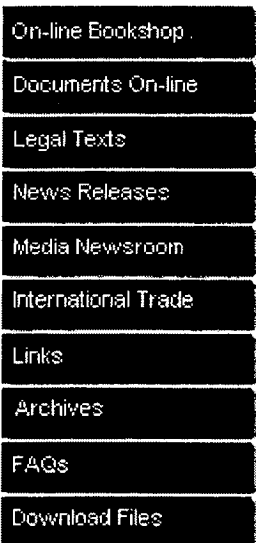 On-line Bookshop
Documents On-line
Legal Texts
News Releases
Media Newsroom
International Trade
Links
Archives
FAQs
Download Files